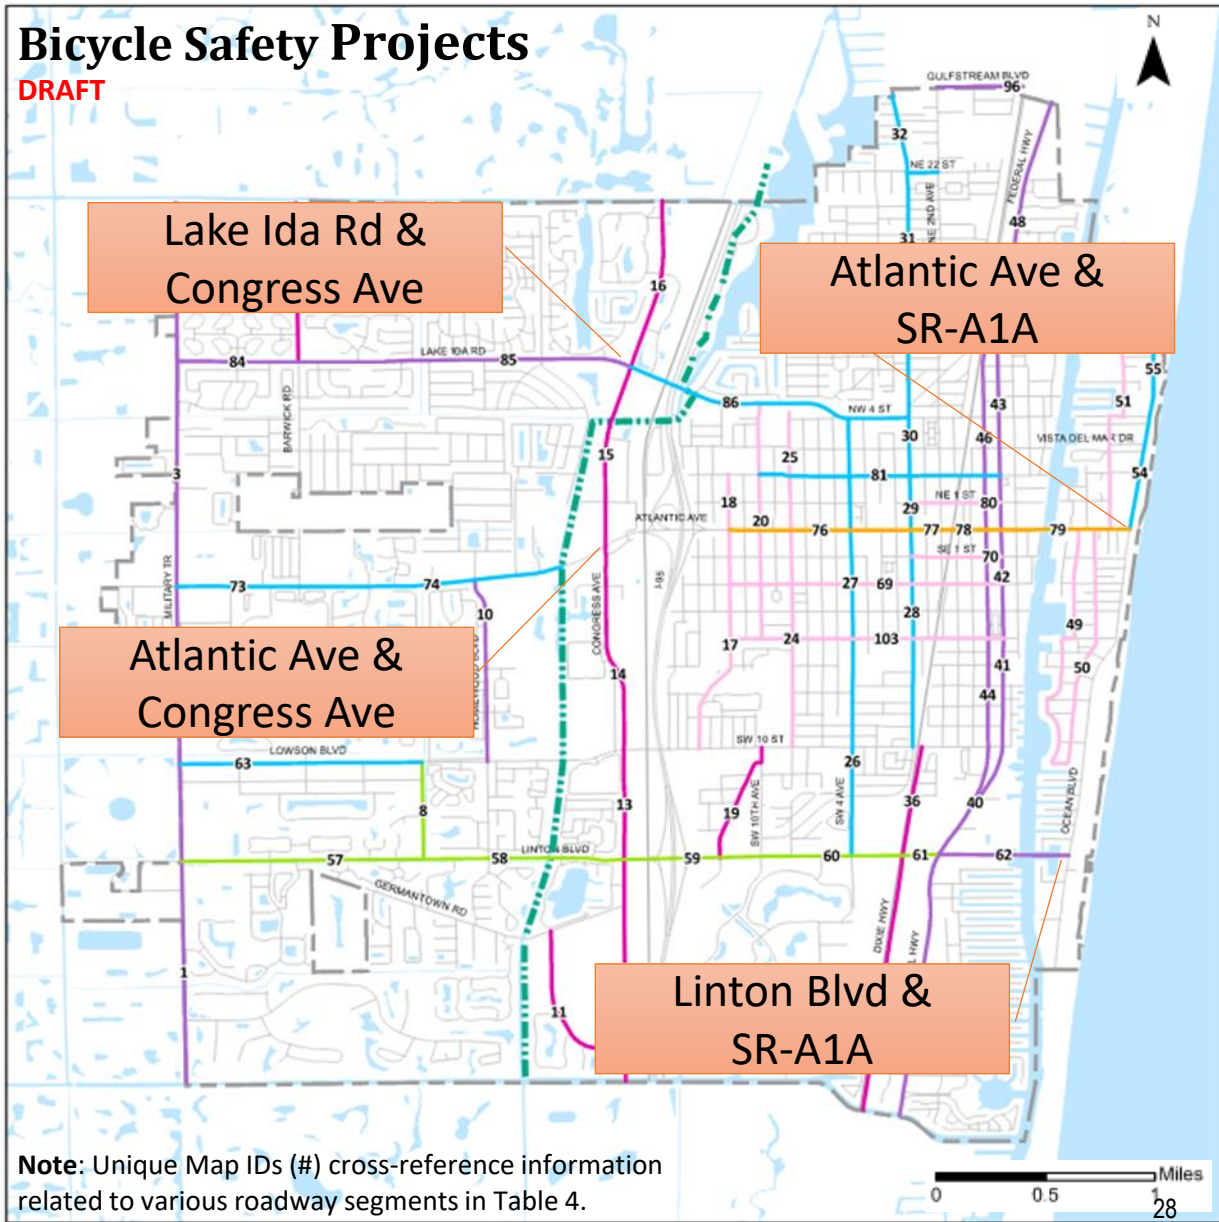 Bicycle Safety Projects
DRAFT
N
GULFSTREAM BLVD
96
32
NE 22 ST
FEDERAL HWY
NE 2ND AVE
48
31
Lake Ida Rd &
Congress Ave
16
Atlantic Ave &
SR-A1A
84
LAKE IDA RD
85
55
86
NW 4 ST
43
51
BARWICK RD
25
30
46
VISTA DEL MAR DR
15
3
81
54
18
NE 1 ST
80
29
20
ATLANTIC AVE
76
77
78
79
SE 1 ST
70
73
74
MILITARY TR
10
CONGRESS AVE
I-95
27
69
42
28
49
Atlantic Ave &
Congress Ave
17
24
103
41
50
14
44
SW 10 ST
LOWSON BLVD
63
26
8
13
19
SW 10TH AVE
SW 4 AVE
36
40
OCEAN BLVD
57
58
LINTON BLVD
59
60
61
62
GERMANTOWN RD
DIXIE HWY
L HWY
1
11
Linton Blvd &
SR-A1A
Note: Unique Map IDs (#) cross-reference information
related to various roadway segments in Table 4.
Miles
0
0.5
1
28